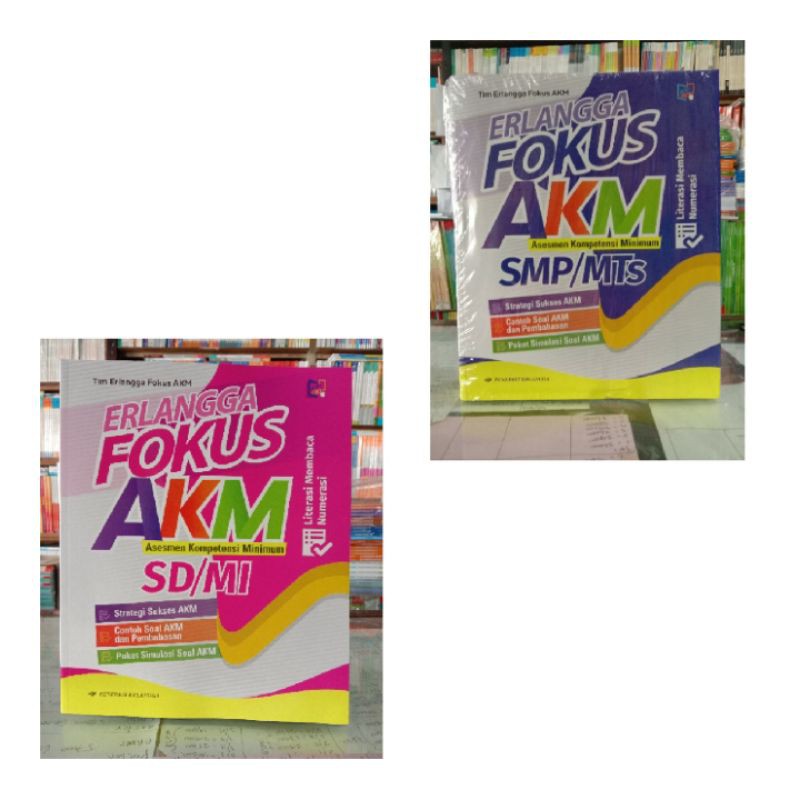 Tim Erlangga Fokus AKM
ERLANGGA
FOKUS
AKM
Asesmen Kompetensi Minimum
SMP/MTs
Literasi Membaca
Numerasi
Strategi Sukses AKM
Contoh Soal AKM
dan Pembahasan
Paket Simulasi Soal AKM
Tim Erlangga Fokus AKM
ERLANGGA
FOKUS
AKM
Asesmen Kompetensi Minimum
SD/MI
Literasi Membaca
Numerasi
Strategi Sukses AKM
Contoh Soal AKM
dan Pembahasan
Paket Simulasi Soal AKM
PENERBIT ERLANGGA